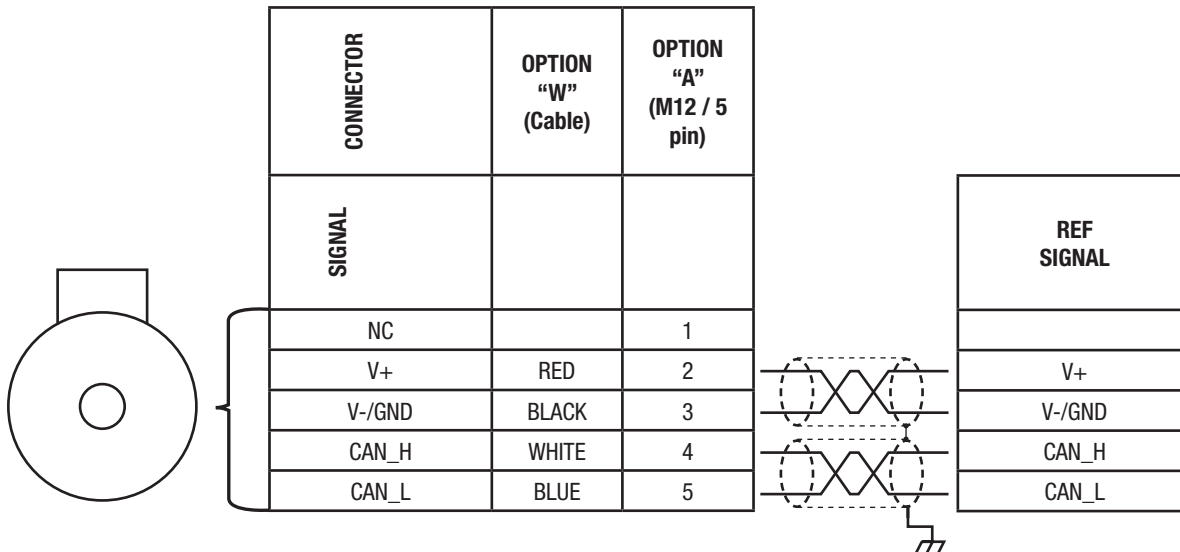 CONNECTOR
OPTION
“W”
(Cable)
OPTION
“A”
(M12 / 5
pin)
SIGNAL
REF
SIGNAL
NC 1
V+ RED 2 V+
V-/GND BLACK 3 V-/GND
CAN_H WHITE 4 CAN_H
CAN_L BLUE 5 CAN_L